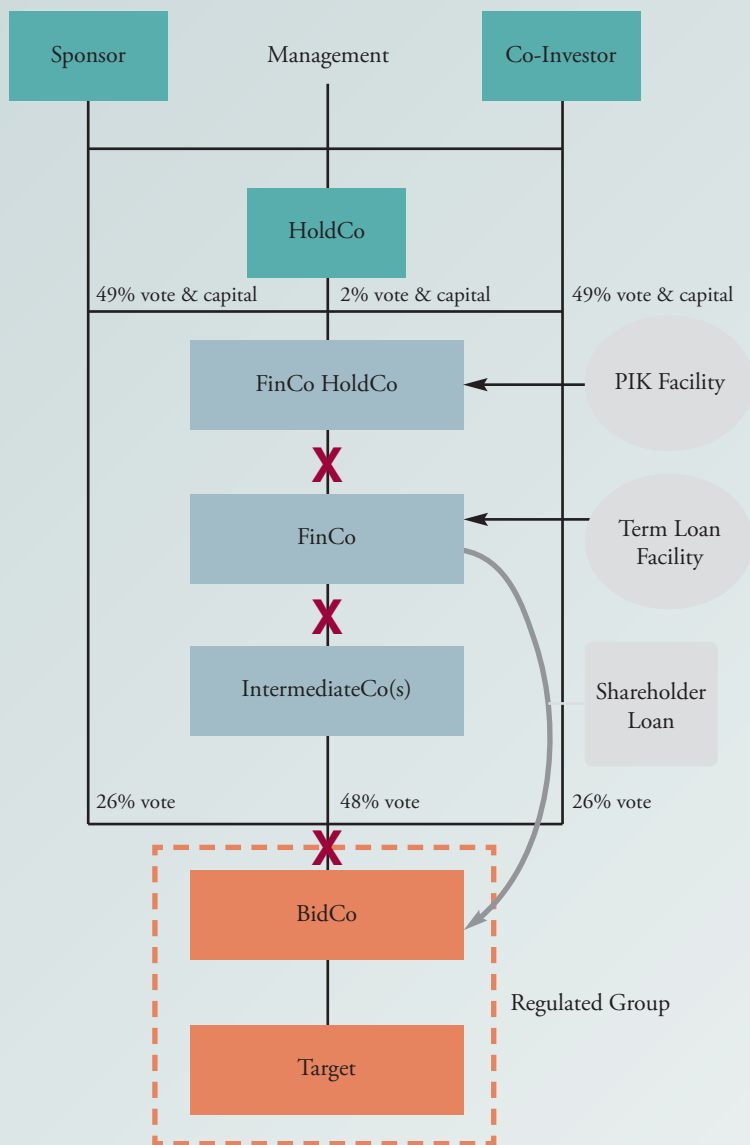 Sponsor
Management
Co-Investor
HoldCo
49% vote & capital
2% vote & capital
49% vote & capital
FinCo HoldCo
PIK Facility
X
FinCo
Term Loan
Facility
X
IntermediateCo(s)
Shareholder
Loan
26% vote
48% vote
26% vote
X
BidCo
Regulated Group
Target